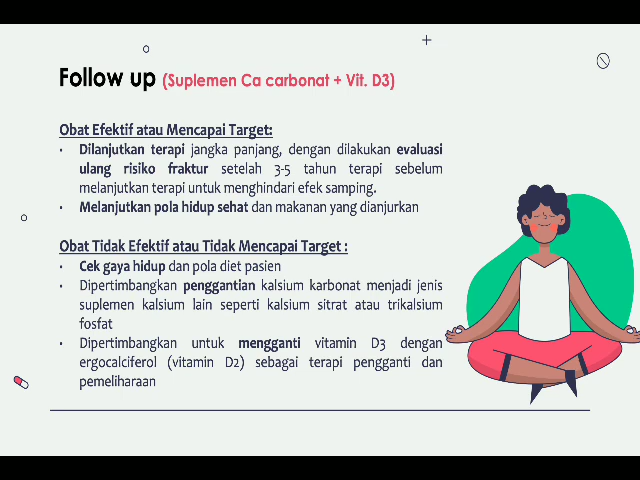 Follow up (Suplemen Ca carbonat + Vit. D3)
Obat Efektif atau Mencapai Target:
• Dilanjutkan terapi jangka panjang, dengan dilakukan evaluasi
ulang risiko fraktur setelah 3-5 tahun terapi sebelum
melanjutkan terapi untuk menghindari efek samping.
• Melanjutkan pola hidup sehat dan makanan yang dianjurkan
Obat Tidak Efektif atau Tidak Mencapai Target :
• Cek gaya hidup dan pola diet pasien
• Dipertimbangkan penggantian kalsium karbonat menjadi jenis
suplemen kalsium lain seperti kalsium sitrat atau trikalsium
fosfat
• Dipertimbangkan untuk mengganti vitamin D3 dengan
ergocalciferol (vitamin D2) sebagai terapi pengganti dan
pemeliharaan